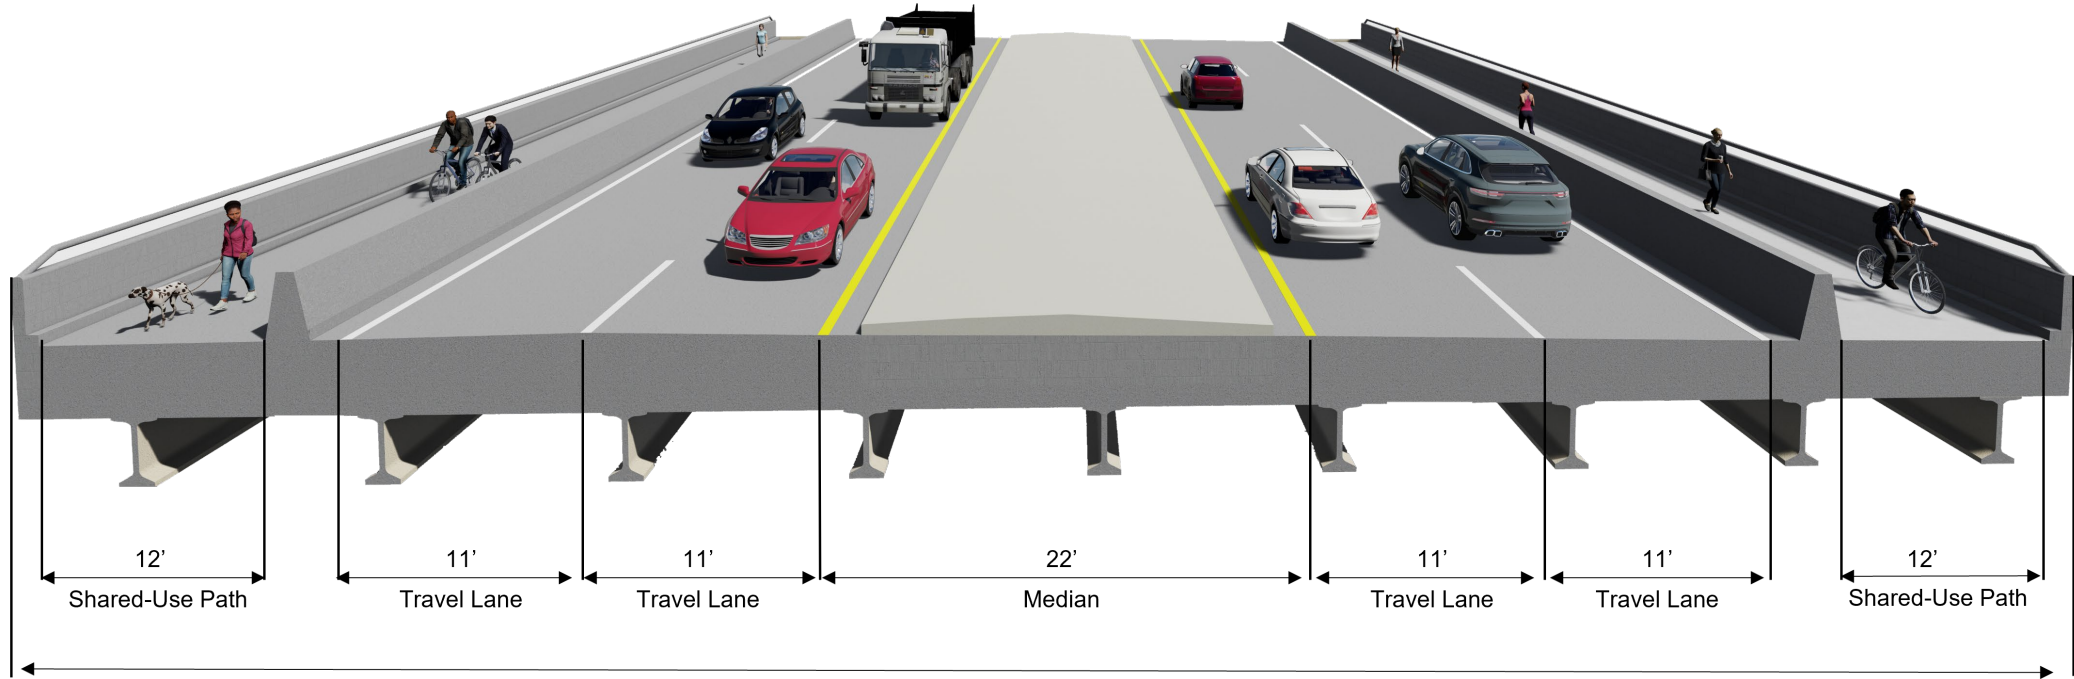 12’ 11’ 11’ 22’ 11’ 11’ 12’
Shared-Use Path Travel Lane Travel Lane Median Travel Lane Travel Lane Shared-Use Path